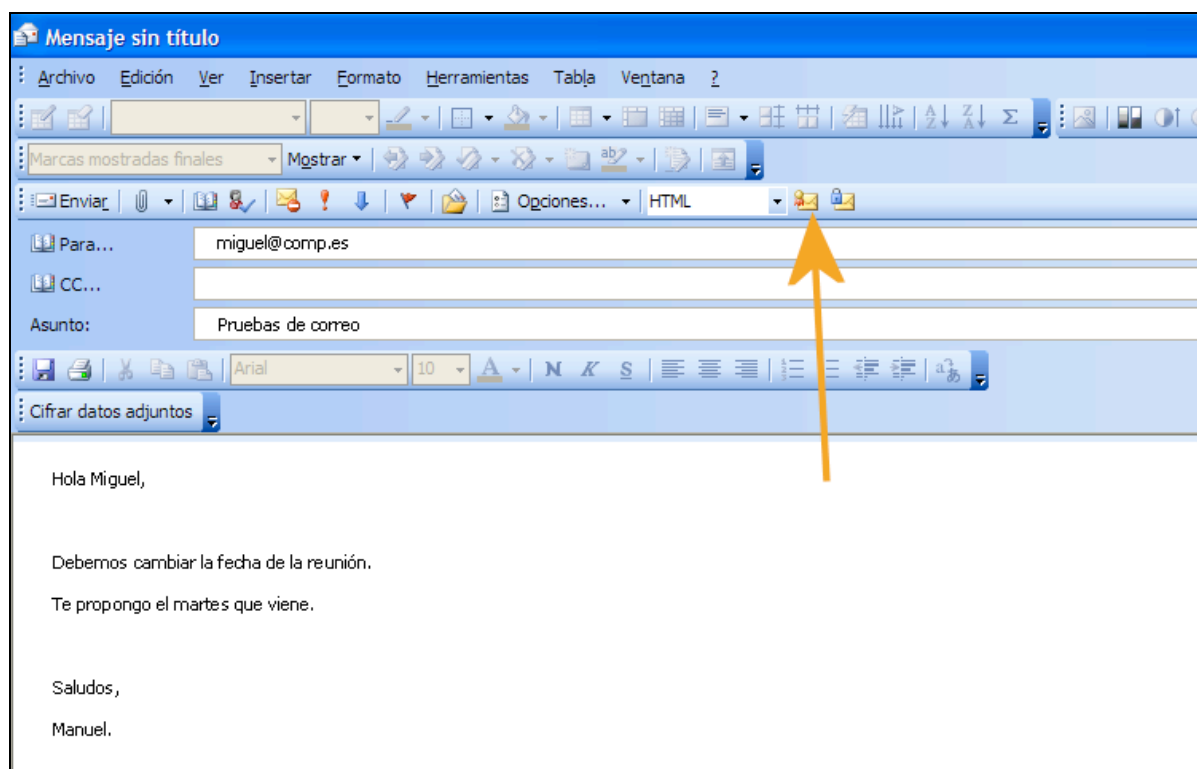 Mensaje sin título
Archivo Edición Ver Insertar Formato Herramientas Tabla Ventana ?
Marcas mostradas finales Mostrar
Enviar Opciones... HTML
Para... miguel@comp.es
CC...
Asunto: Pruebas de correo
Arial 10 A N K S
Cifrar datos adjuntos
Hola Miguel,
Debemos cambiar la fecha de la reunión.
Te propongo el martes que viene.
Saludos,
Manuel.